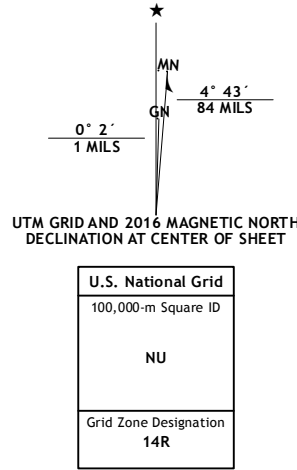 ★
MN
GN
4° 43´
84 MILS
0° 2´
1 MILS
UTM GRID AND 2016 MAGNETIC NORTH
DECLINATION AT CENTER OF SHEET
U.S. National Grid
100,000-m Square ID
NU
Grid Zone Designation
14R